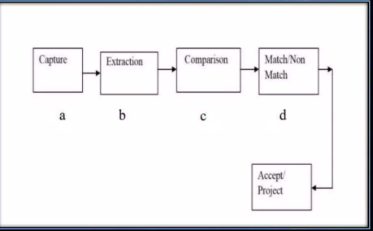 Capture
Extraction
Comparison
Match/Non
Match
a
b
c
d
Accept/
Project